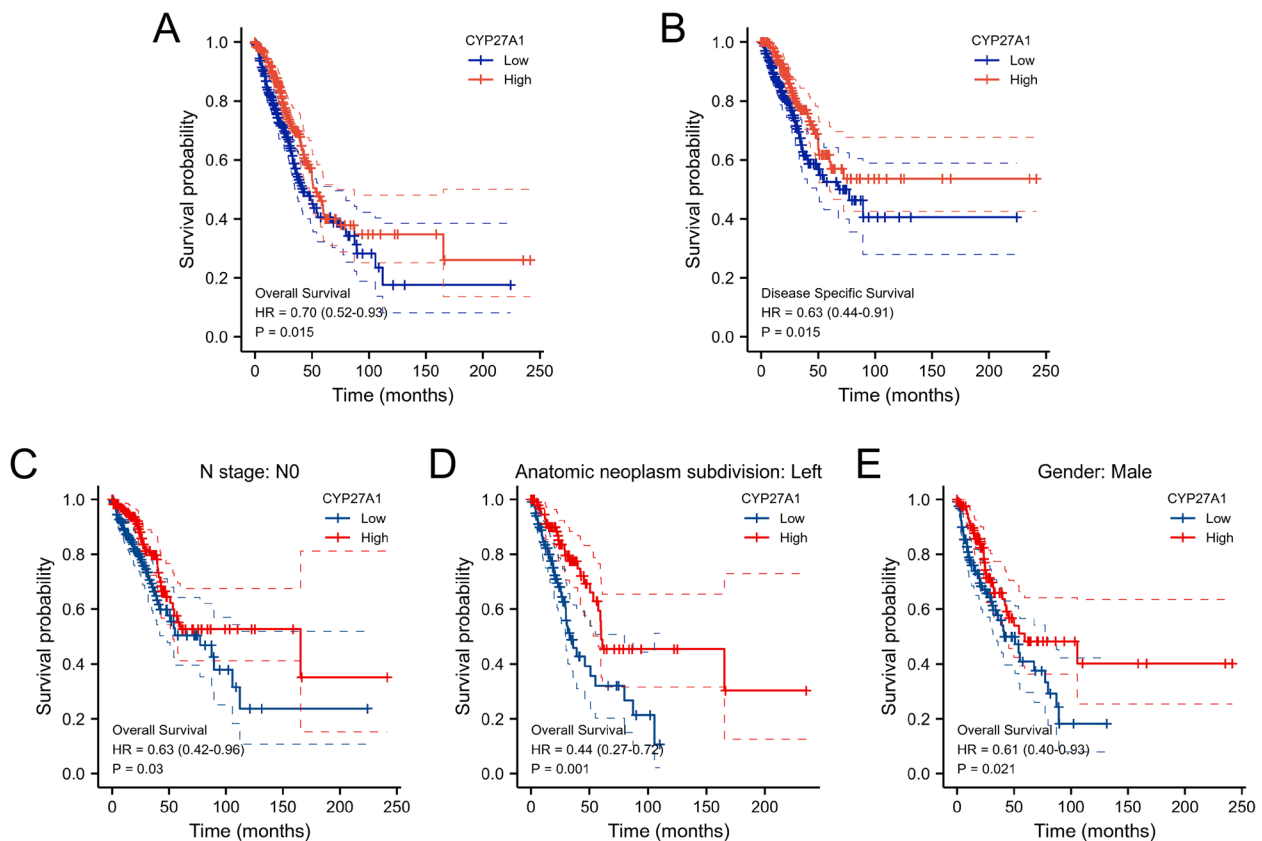 A
CYP27A1
Low
High
1.0
0.8
0.6
0.4
0.2
0.0
Survival probability
Overall Survival
HR = 0.70 (0.52-0.93)
P = 0.015
0 50 100 150 200 250
Time (months)
B
CYP27A1
Low
High
1.0
0.8
0.6
0.4
0.2
0.0
Survival probability
Disease Specific Survival
HR = 0.63 (0.44-0.91)
P = 0.015
0 50 100 150 200 250
Time (months)
C
N stage: N0
CYP27A1
Low
High
1.0
0.8
0.6
0.4
0.2
0.0
Survival probability
Overall Survival
HR = 0.63 (0.42-0.96)
P = 0.03
0 50 100 150 200 250
Time (months)
D
Anatomic neoplasm subdivision: Left
CYP27A1
Low
High
1.0
0.8
0.6
0.4
0.2
0.0
Survival probability
Overall Survival
HR = 0.44 (0.27-0.72)
P = 0.001
0 50 100 150 200
Time (months)
E
Gender: Male
CYP27A1
Low
High
1.0
0.8
0.6
0.4
0.2
0.0
Survival probability
Overall Survival
HR = 0.61 (0.40-0.93)
P = 0.021
0 50 100 150 200 250
Time (months)